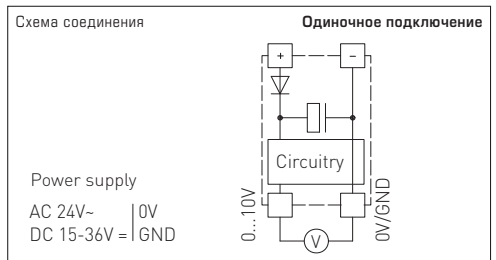 Схема соединения
Одиночное подключение
+ −
Circuitry
Power supply
AC 24V~ | 0V
DC 15-36V = | GND
0...10V
0V/GND
V